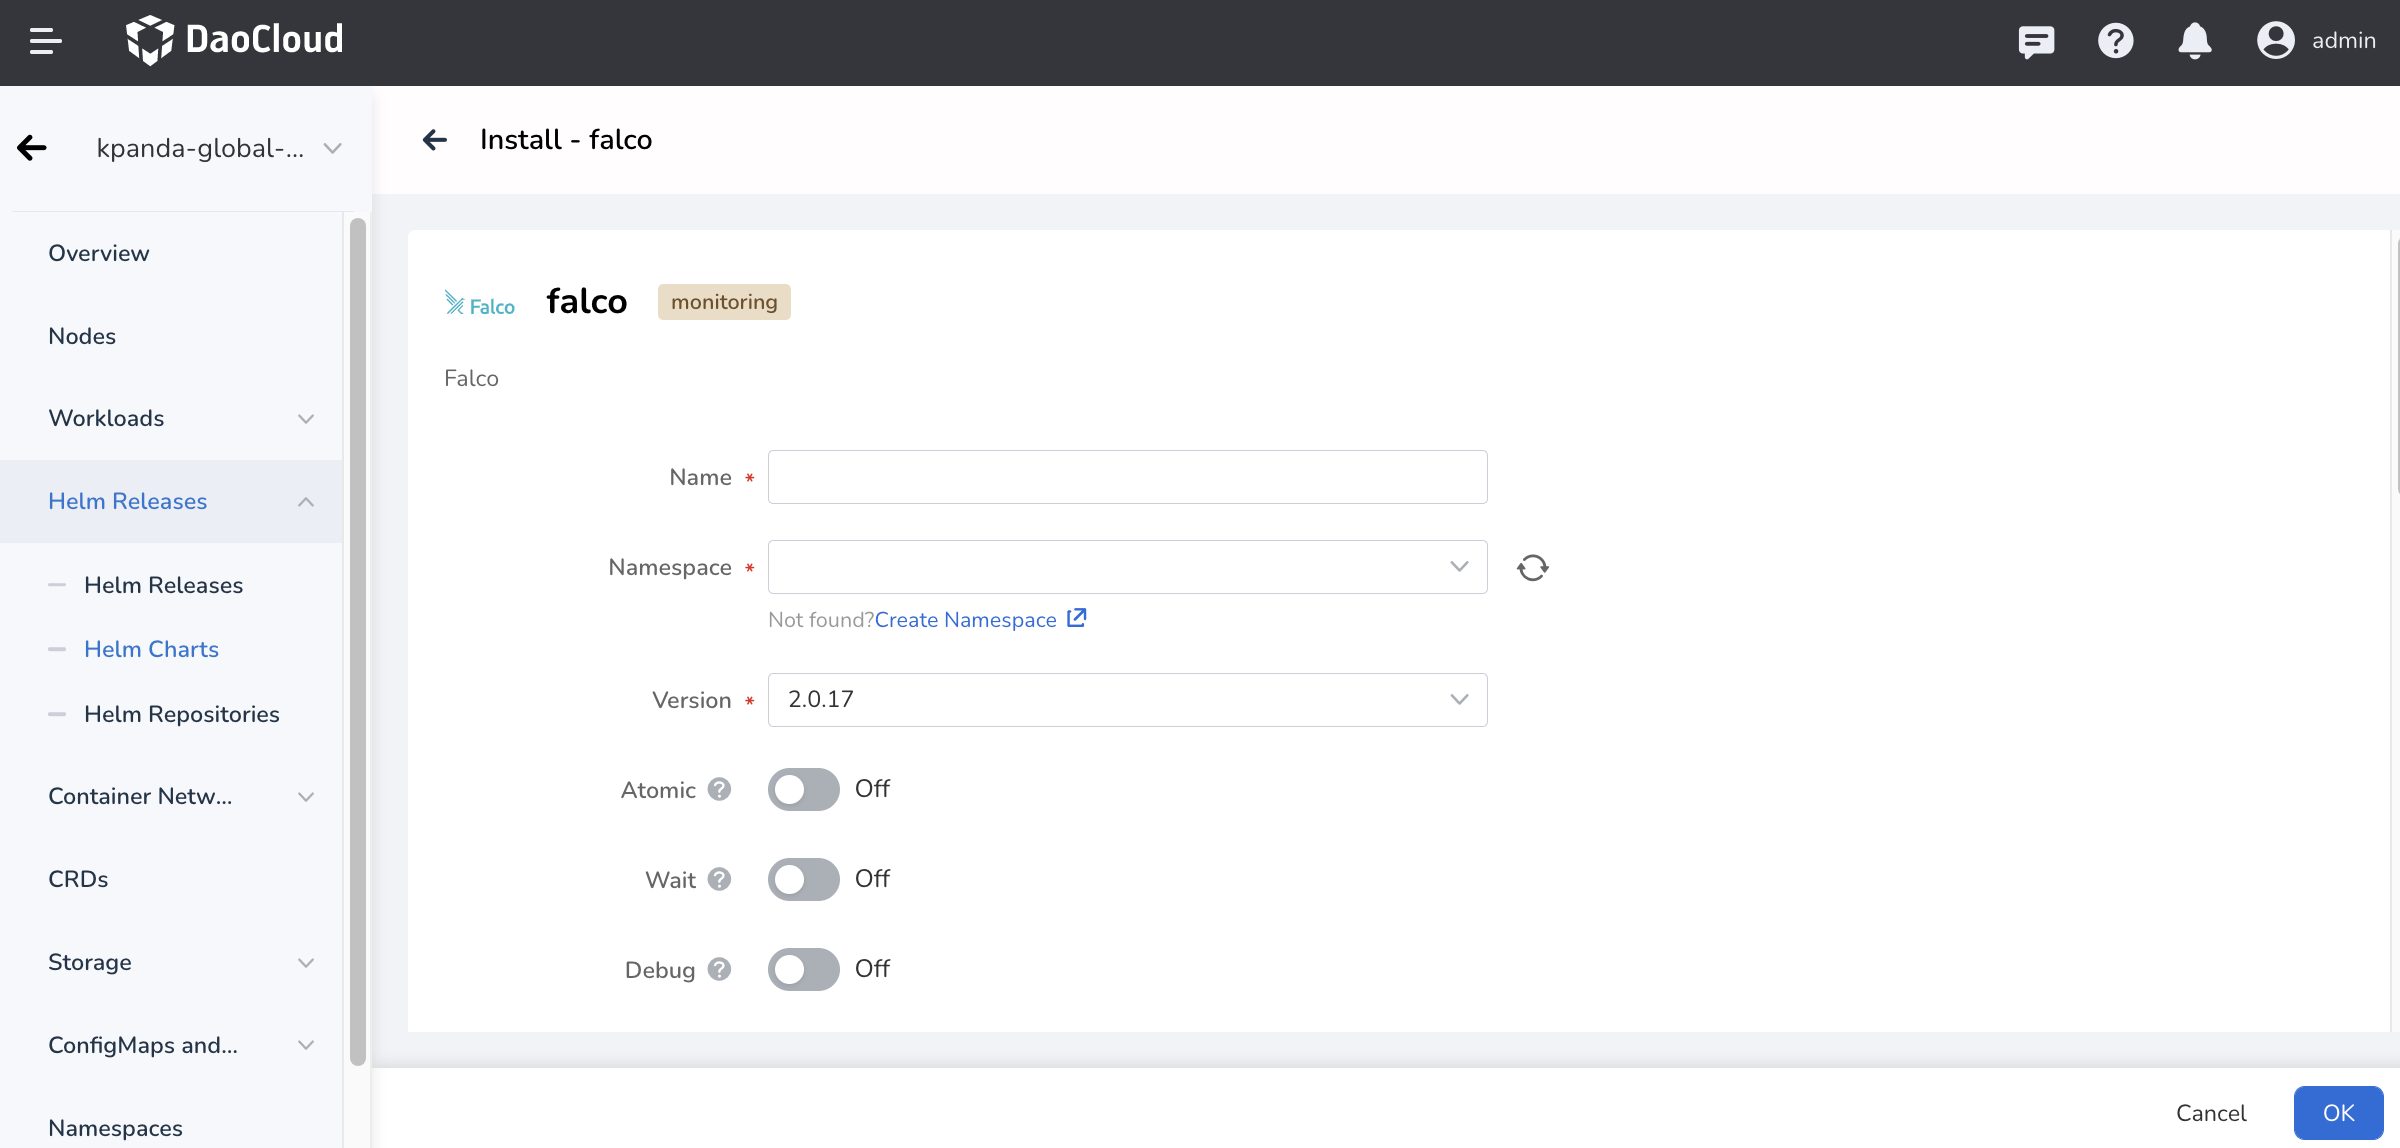 DaoCloud
admin
kpanda-global-...
Overview
Nodes
Workloads
Helm Releases
Helm Releases
Helm Charts
Helm Repositories
Container Netw...
CRDs
Storage
ConfigMaps and...
Namespaces
Install - falco
Falco falco monitoring
Falco
Name *
Namespace *
Not found?Create Namespace
Version * 2.0.17
Atomic ? Off
Wait ? Off
Debug ? Off
Cancel OK